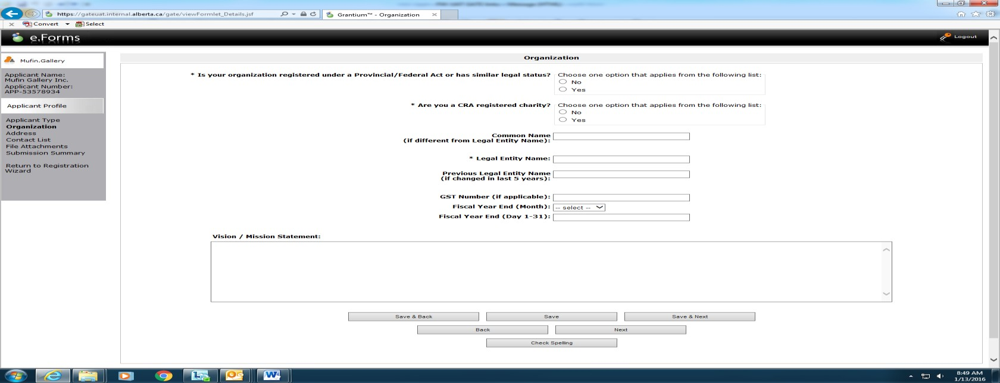 https://gateuat.internal.alberta.ca/gate/viewFormlet_Details.jsf
Grantium™ - Organization
Convert Select
e.Forms
Logout
Mufin.Gallery
Applicant Name:
Mufin Gallery Inc.
Applicant Number:
APP-53578934
Applicant Profile
Applicant Type
Organization
Address
Contact List
File Attachments
Submission Summary
Return to Registration
Wizard
Organization
* Is your organization registered under a Provincial/Federal Act or has similar legal status? Choose one option that applies from the following list:
No
Yes
* Are you a CRA registered charity? Choose one option that applies from the following list:
No
Yes
Common Name
(if different from Legal Entity Name):
* Legal Entity Name:
Previous Legal Entity Name
(if changed in last 5 years):
GST Number (if applicable):
Fiscal Year End (Month): -- select --
Fiscal Year End (Day 1-31):
Vision / Mission Statement:
Save & Back Save Save & Next
Back Next
Check Spelling
8:49 AM
1/13/2016